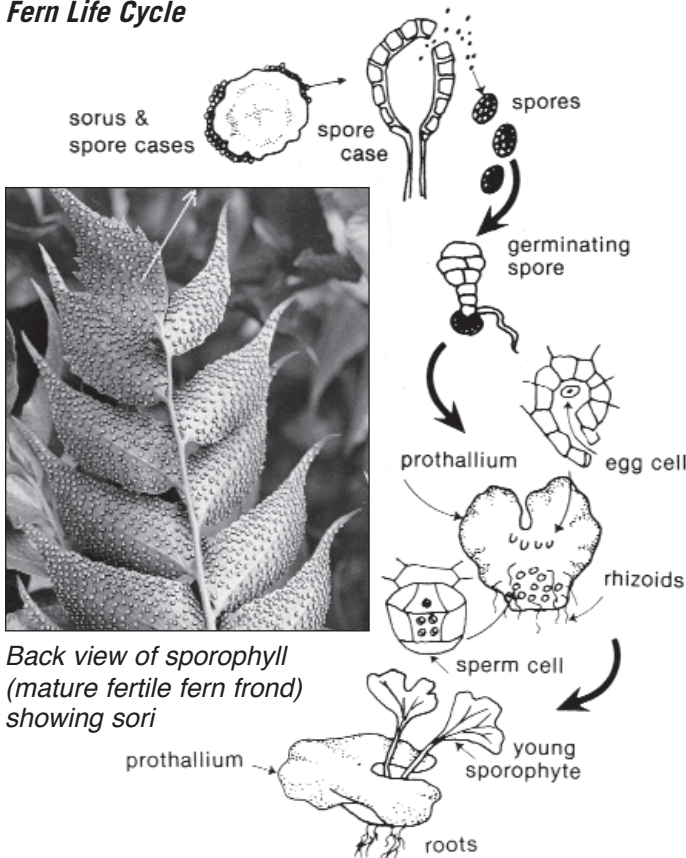 Fern Life Cycle
sorus &
spore cases
spore
case
spores
germinating
spore
prothallium
egg cell
rhizoids
sperm cell
Back view of sporophyll
(mature fertile fern frond)
showing sori
prothallium
young
sporophyte
roots